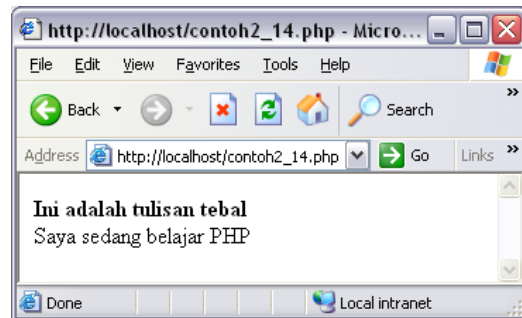 http://localhost/contoh2_14.php - Micro...
File Edit View Favorites Tools Help
Back Search »
Address http://localhost/contoh2_14.php Go Links »
Ini adalah tulisan tebal
Saya sedang belajar PHP
Done Local intranet